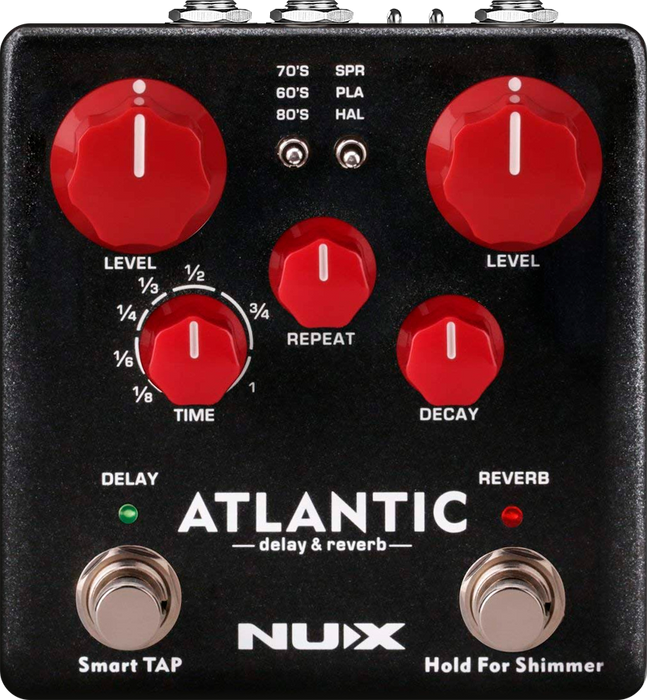 70'S SPR
60'S PLA
80'S HAL
LEVEL
LEVEL
REPEAT
1/8
1/6
1/4
1/3
1/2
3/4
1
TIME
DECAY
DELAY
REVERB
ATLANTIC
delay & reverb
NUX
Smart TAP
Hold For Shimmer